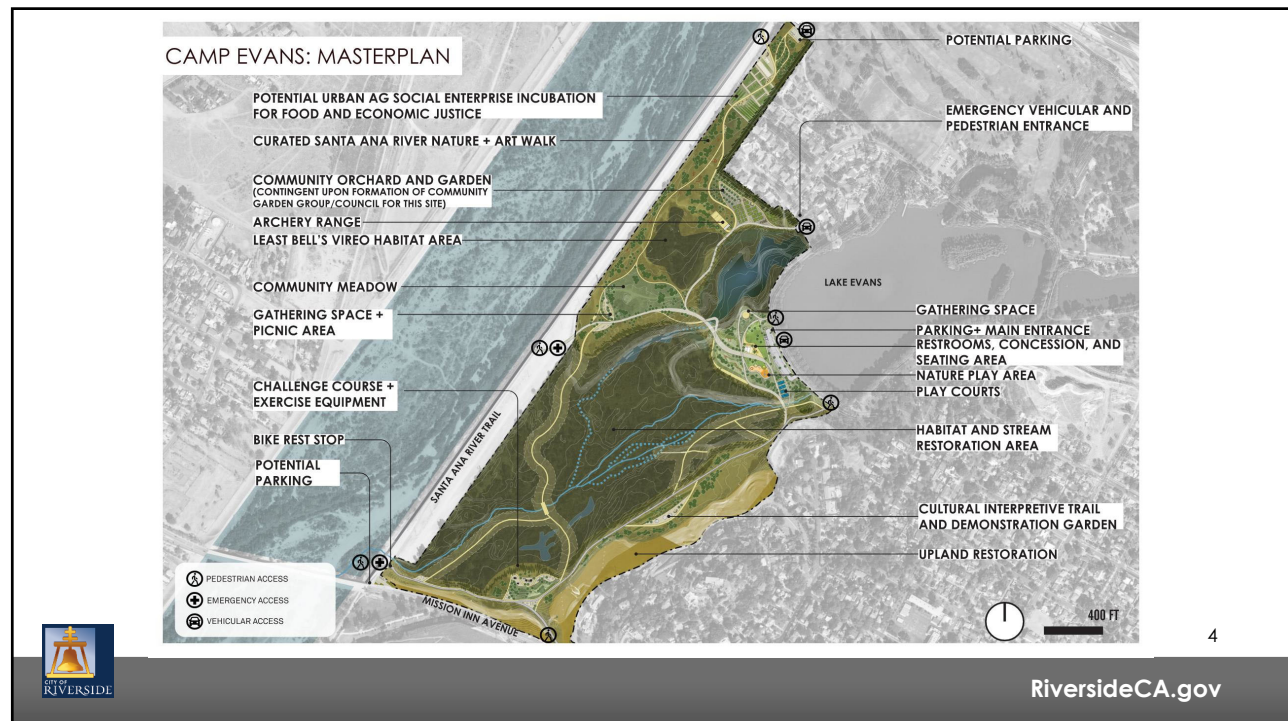 CAMP EVANS: MASTERPLAN
POTENTIAL URBAN AG SOCIAL ENTERPRISE INCUBATION
FOR FOOD AND ECONOMIC JUSTICE
CURATED SANTA ANA RIVER NATURE + ART WALK
COMMUNITY ORCHARD AND GARDEN
(CONTINGENT UPON FORMATION OF COMMUNITY
GARDEN GROUP/COUNCIL FOR THIS SITE)
ARCHERY RANGE
LEAST BELL'S VIREO HABITAT AREA
COMMUNITY MEADOW
GATHERING SPACE +
PICNIC AREA
CHALLENGE COURSE +
EXERCISE EQUIPMENT
BIKE REST STOP
POTENTIAL
PARKING
SANTA ANA RIVER TRAIL
MISSION INN AVENUE
PEDESTRIAN ACCESS
EMERGENCY ACCESS
VEHICULAR ACCESS
POTENTIAL PARKING
EMERGENCY VEHICULAR AND
PEDESTRIAN ENTRANCE
LAKE EVANS
GATHERING SPACE
PARKING+ MAIN ENTRANCE
RESTROOMS, CONCESSION, AND
SEATING AREA
NATURE PLAY AREA
PLAY COURTS
HABITAT AND STREAM
RESTORATION AREA
CULTURAL INTERPRETIVE TRAIL
AND DEMONSTRATION GARDEN
UPLAND RESTORATION
400 FT
4
CITY OF
RIVERSIDE
RiversideCA.gov